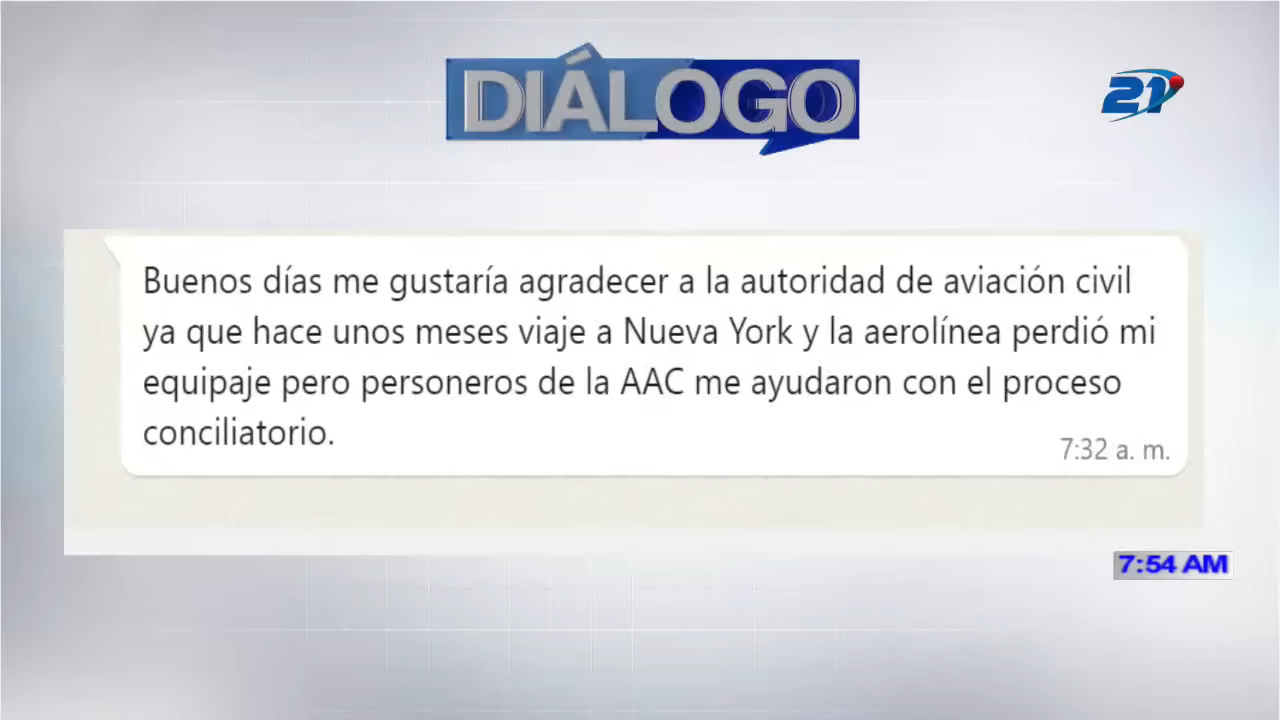 DIÁLOGO
21
Buenos días me gustaría agradecer a la autoridad de aviación civil
ya que hace unos meses viaje a Nueva York y la aerolínea perdió mi
equipaje pero personeros de la AAC me ayudaron con el proceso
conciliatorio.
7:32 a. m.
7:54 AM